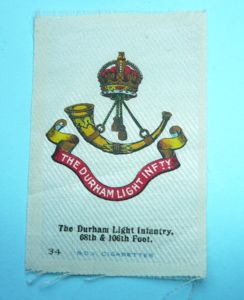 THE DURHAM LIGHT INFTY
The Durham Light Infantry,
68th & 106th Foot.
34 B.D.V. CIGARETTES